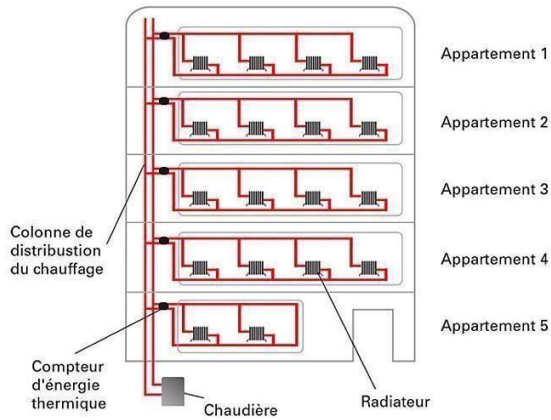 Appartement 1
Appartement 2
Appartement 3
Colonne de
distribustion
du chauffage
Appartement 4
Appartement 5
Compteur
d'énergie
thermique
Chaudière
Radiateur